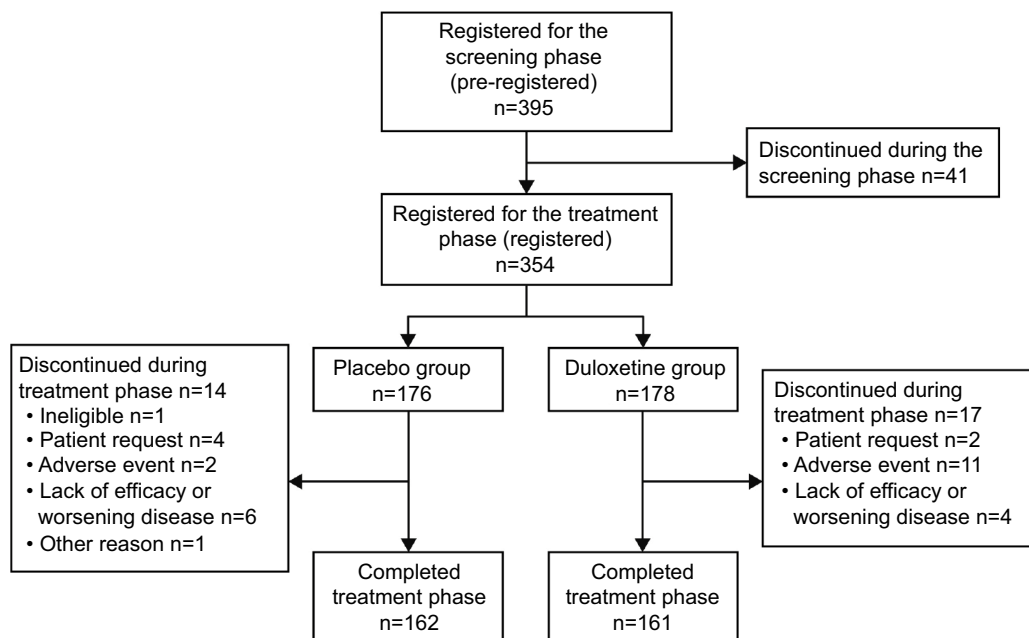 Registered for the
screening phase
(pre-registered)
n=395
Discontinued during the
screening phase n=41
Registered for the treatment
phase (registered)
n=354
Placebo group
n=176
Duloxetine group
n=178
Discontinued during
treatment phase n=14
• Ineligible n=1
• Patient request n=4
• Adverse event n=2
• Lack of efficacy or
worsening disease n=6
• Other reason n=1
Discontinued during
treatment phase n=17
• Patient request n=2
• Adverse event n=11
• Lack of efficacy or
worsening disease n=4
Completed
treatment phase
n=162
Completed
treatment phase
n=161